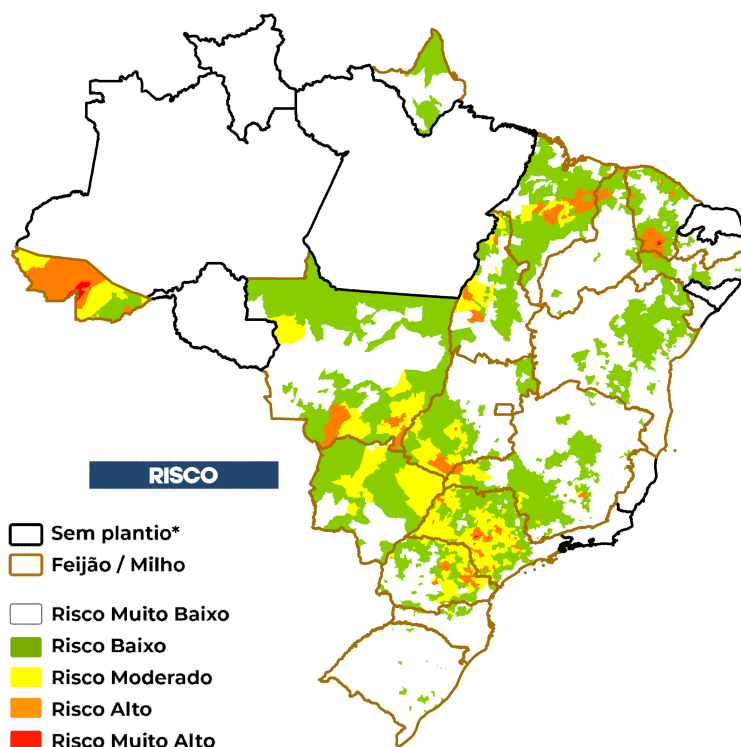 RISCO
Sem plantio*
Feijão / Milho
Risco Muito Baixo
Risco Baixo
Risco Moderado
Risco Alto
Risco Muito Alto